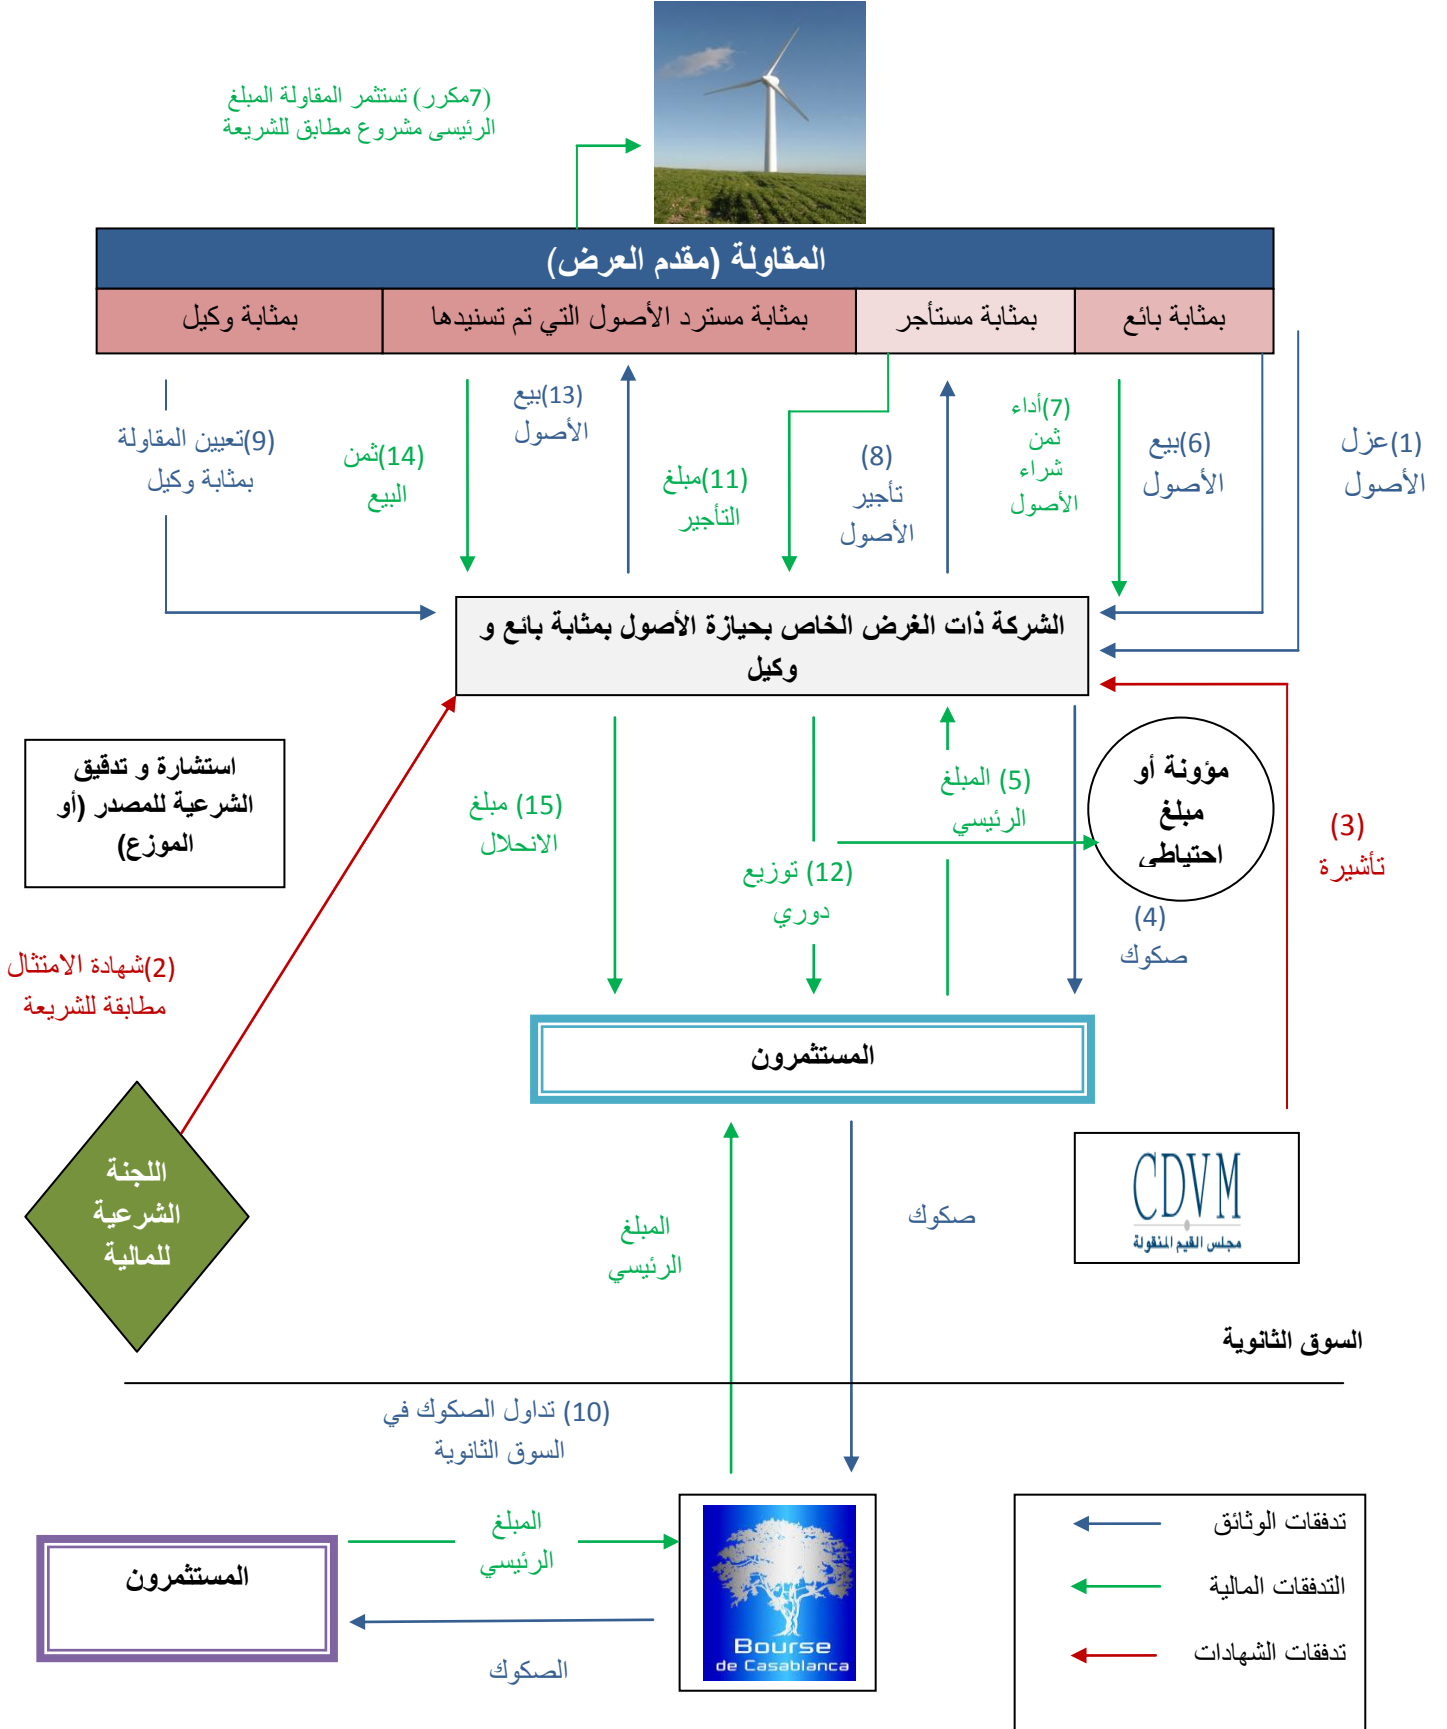 (7مكرر) تستثمر المقاولة المبلغ
الرئيسى مشروع مطابق للشريعة
المقاولة (مقدم العرض)
بمثابة بائع
بمثابة مستأجر
بمثابة مسترد الأصول التي تم تسنيدها
بمثابة وكيل
(1)عزل
الأصول
(6)بيع
الأصول
(7)أداء
ثمن
شراء
الأصول
(8)
تأجير
الأصول
(11)مبلغ
التأجير
(13)بيع
الأصول
(14)ثمن
البيع
(9)تعيين المقاولة
بمثابة وكيل
الشركة ذات الغرض الخاص بحيازة الأصول بمثابة بائع و
وكيل
مؤونة أو
مبلغ
احتياطى
(3)
تأشيرة
(5) المبلغ
الرئيسي
(15) مبلغ
الانحلال
(12) توزيع
دوري
(4)
صكوك
استشارة و تدقيق
الشرعية للمصدر (أو
الموزع)
(2)شهادة الامتثال
مطابقة للشريعة
المستثمرون
اللجنة
الشرعية
للمالية
CDVM
مجلس القيم المنقولة
صكوك
المبلغ
الرئيسي
السوق الثانوية
(10) تداول الصكوك في
السوق الثانوية
المبلغ
الرئيسي
المستثمرون
الصكوك
Bourse
de Casablanca
تدفقات الوثائق
التدفقات المالية
تدفقات الشهادات